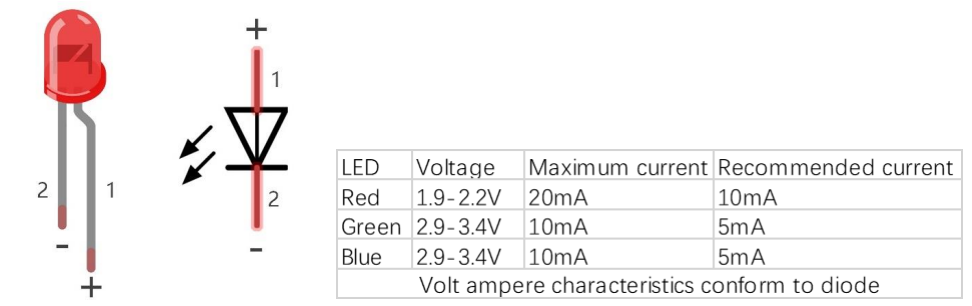 +
1
2
-
2
1
-
+
LED Voltage Maximum current Recommended current
Red 1.9-2.2V 20mA 10mA
Green 2.9-3.4V 10mA 5mA
Blue 2.9-3.4V 10mA 5mA
Volt ampere characteristics conform to diode